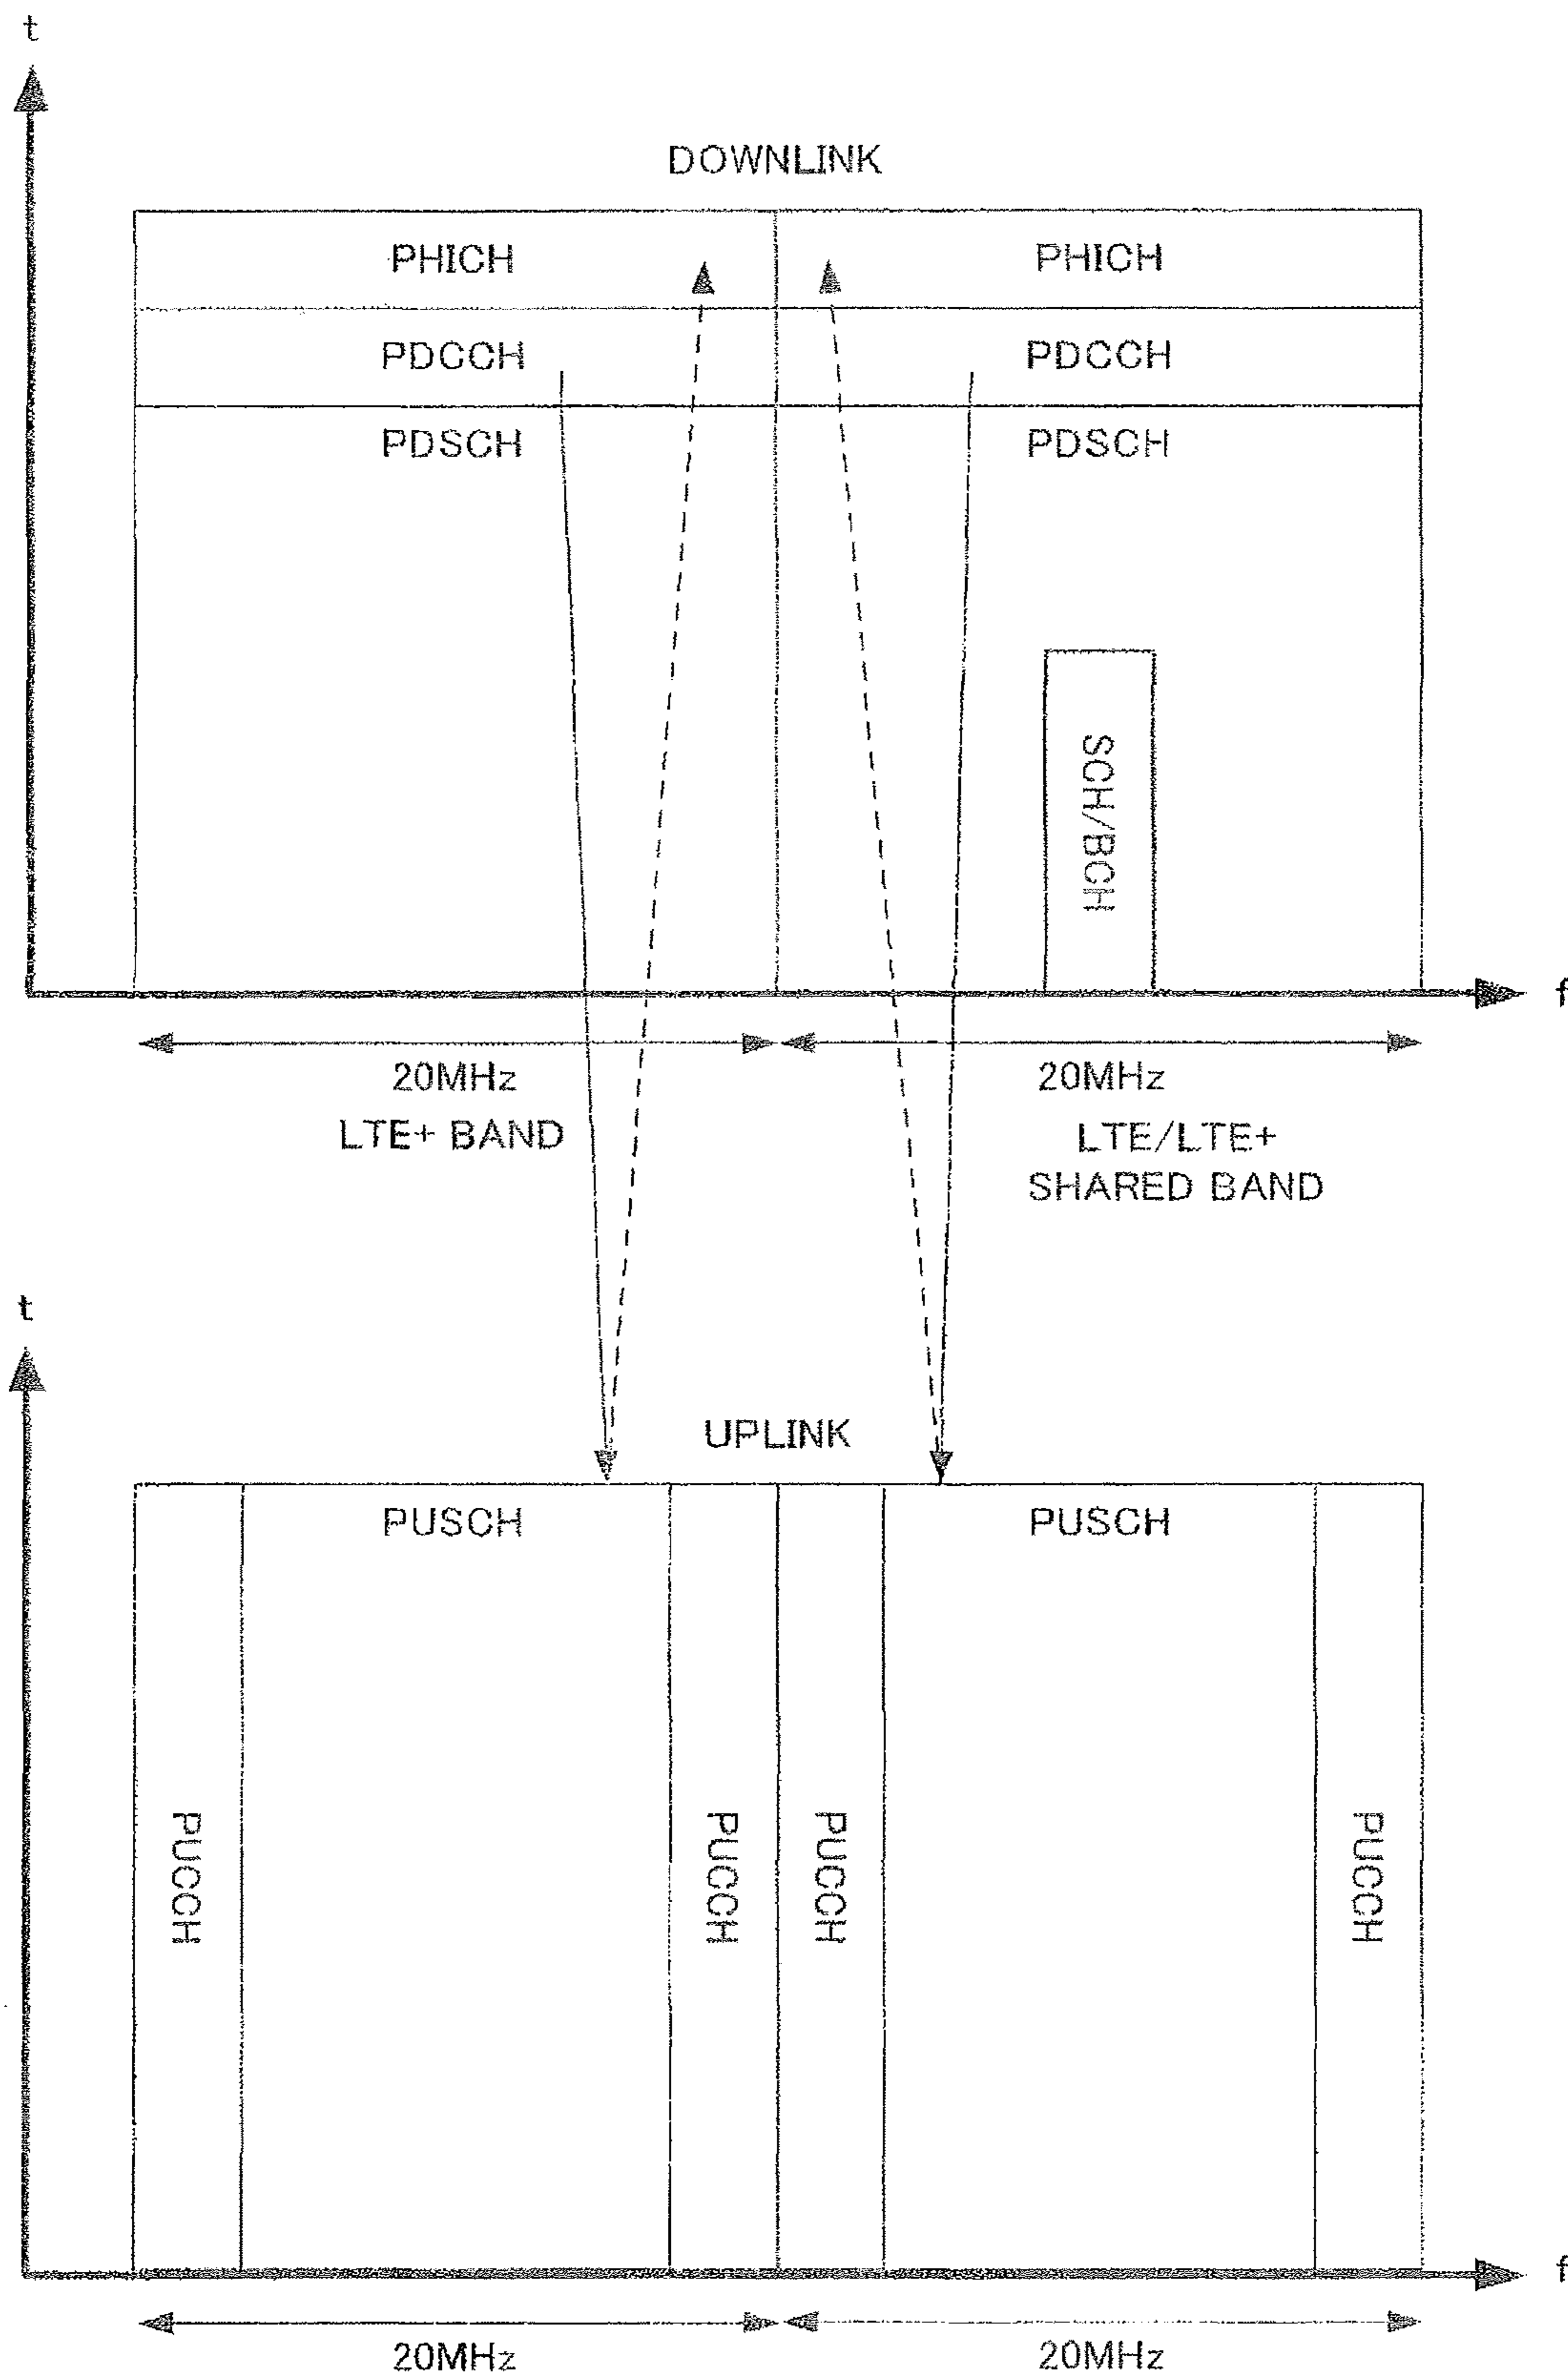 t
DOWNLINK
PHICH PHICH
PDCCH PDCCH
PDSCH PDSCH
SCH/BCH
f
20MHz 20MHz
LTE+ BAND
LTE/LTE+
SHARED BAND
t
UPLINK
PUSCH PUSCH
PUCCH PUCCH PUCCH PUCCH
f
20MHz 20MHz